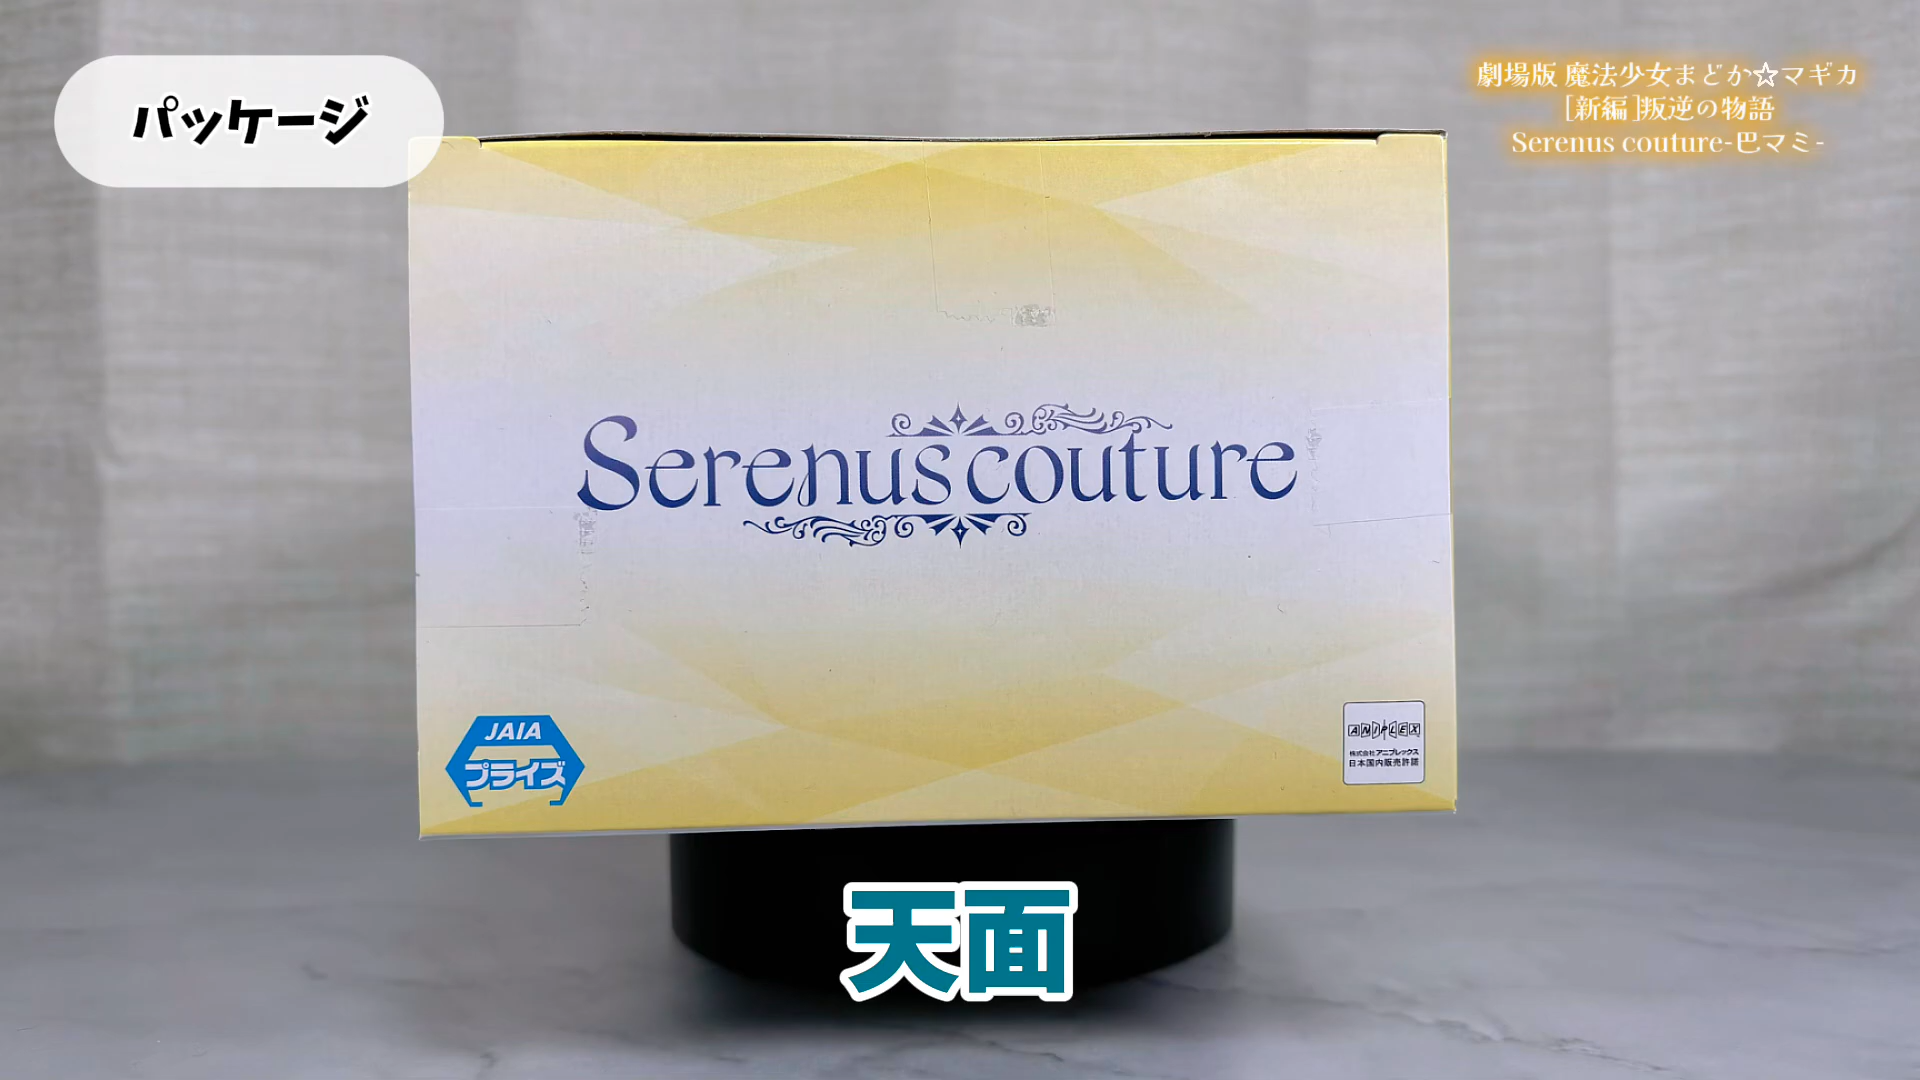 パッケージ
劇場版 魔法少女まどか☆マギカ
[新編]叛逆の物語
Serenus couture-巴マミ-
Serenus couture
JAIA
プライズ
ANIPLEX
株式会社アニプレックス
日本国内販売許諾
天面